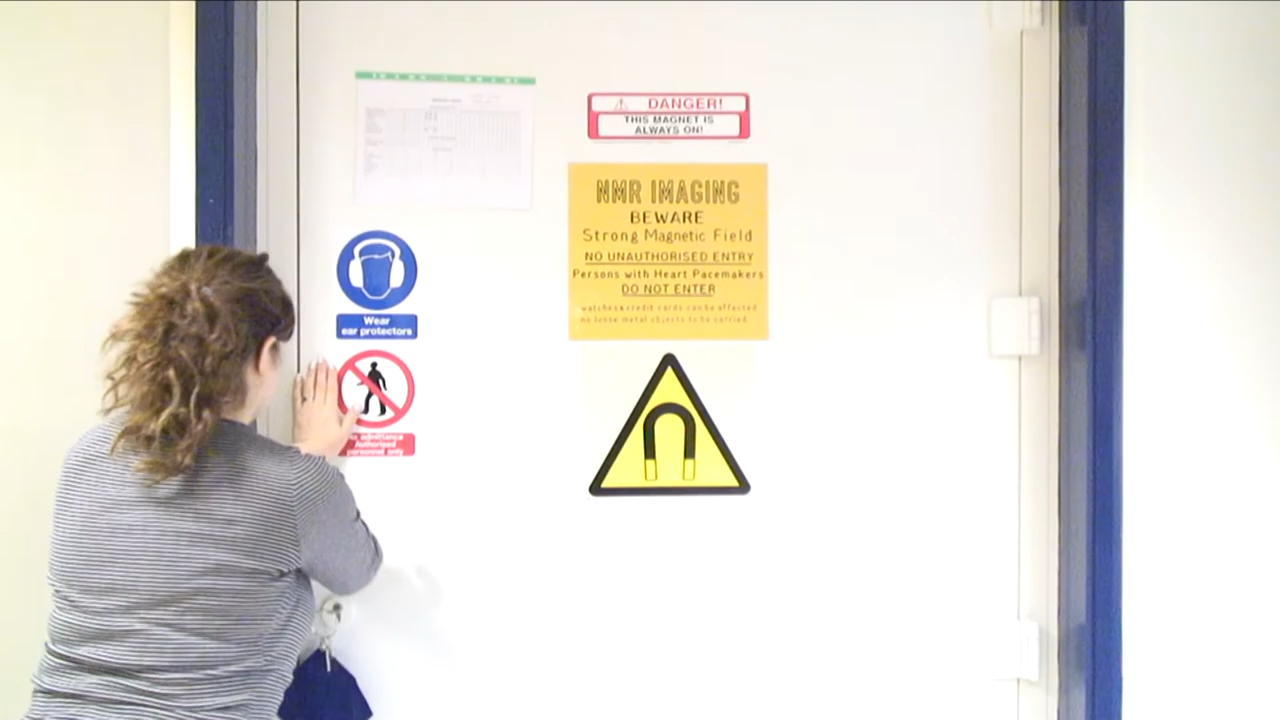 DANGER!
THIS MAGNET IS
ALWAYS ON!
NMR IMAGING
BEWARE
Strong Magnetic Field
NO UNAUTHORISED ENTRY
Persons with Heart Pacemakers
DO NOT ENTER
watches & credit cards can be affected
no loose metal objects to be carried
Wear
ear protectors
No admittance
Authorised
personnel only